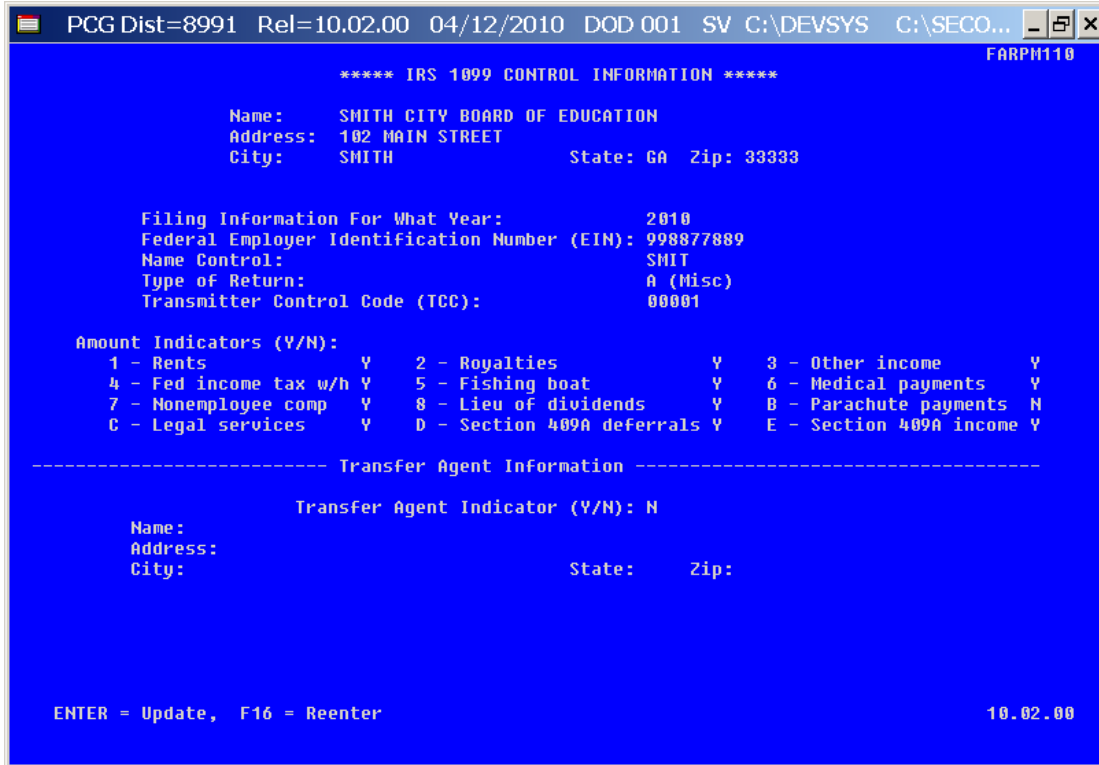 PCG Dist=8991 Rel=10.02.00 04/12/2010 DOD 001 SV C:\DEVSYS C:\SECO...
FARPM110
***** IRS 1099 CONTROL INFORMATION *****
Name: SMITH CITY BOARD OF EDUCATION
Address: 102 MAIN STREET
City: SMITH State: GA Zip: 33333
Filing Information For What Year: 2010
Federal Employer Identification Number (EIN): 998877889
Name Control: SMIT
Type of Return: A (Misc)
Transmitter Control Code (TCC): 00001
Amount Indicators (Y/N):
1 - Rents Y 2 - Royalties Y 3 - Other income Y
4 - Fed income tax w/h Y 5 - Fishing boat Y 6 - Medical payments Y
7 - Nonemployee comp Y 8 - Lieu of dividends Y B - Parachute payments N
C - Legal services Y D - Section 409A deferrals Y E - Section 409A income Y
--------------------------- Transfer Agent Information -------------------------------------
Transfer Agent Indicator (Y/N): N
Name:
Address:
City: State: Zip:
ENTER = Update, F16 = Reenter 10.02.00